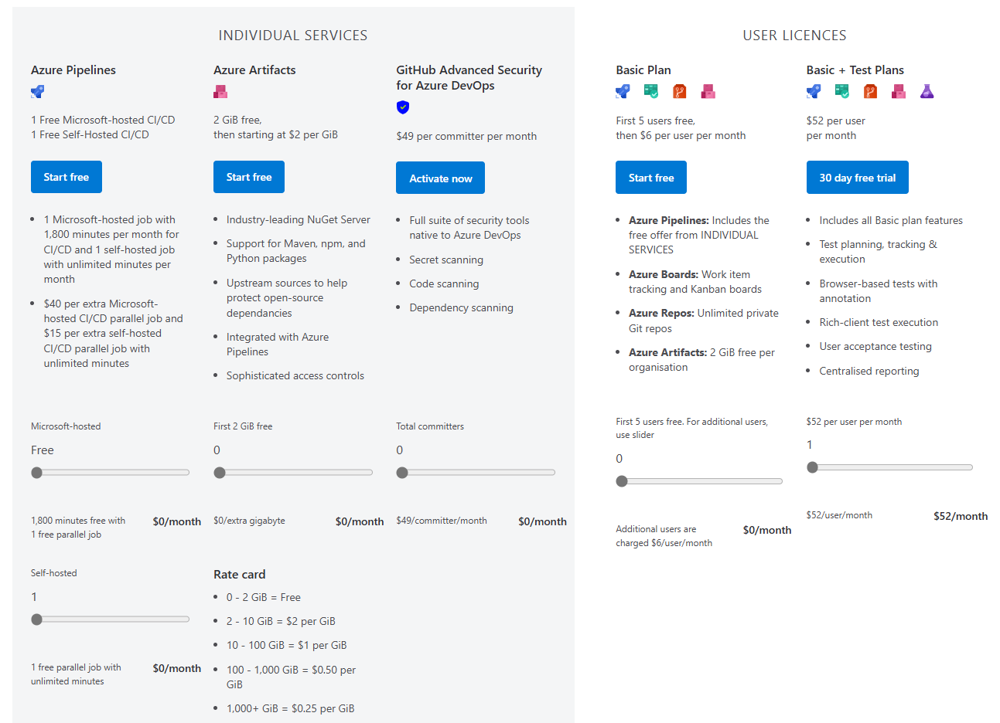 INDIVIDUAL SERVICES
Azure Pipelines
1 Free Microsoft-hosted CI/CD
1 Free Self-Hosted CI/CD
Start free
1 Microsoft-hosted job with
1,800 minutes per month for
CI/CD and 1 self-hosted job
with unlimited minutes per
month
$40 per extra Microsoft-
hosted CI/CD parallel job and
$15 per extra self-hosted
CI/CD parallel job with
unlimited minutes
Microsoft-hosted
Free
1,800 minutes free with
1 free parallel job
$0/month
Self-hosted
1
1 free parallel job with
unlimited minutes
$0/month
Azure Artifacts
2 GiB free,
then starting at $2 per GiB
Start free
Industry-leading NuGet Server
Support for Maven, npm, and
Python packages
Upstream sources to help
protect open-source
dependancies
Integrated with Azure
Pipelines
Sophisticated access controls
First 2 GiB free
0
$0/extra gigabyte
$0/month
Rate card
0 - 2 GiB = Free
2 - 10 GiB = $2 per GiB
10 - 100 GiB = $1 per GiB
100 - 1,000 GiB = $0.50 per
GiB
1,000+ GiB = $0.25 per GiB
GitHub Advanced Security
for Azure DevOps
$49 per committer per month
Activate now
Full suite of security tools
native to Azure DevOps
Secret scanning
Code scanning
Dependency scanning
Total committers
0
$49/committer/month
$0/month
USER LICENCES
Basic Plan
First 5 users free,
then $6 per user per month
Start free
Azure Pipelines: Includes the
free offer from INDIVIDUAL
SERVICES
Azure Boards: Work item
tracking and Kanban boards
Azure Repos: Unlimited private
Git repos
Azure Artifacts: 2 GiB free per
organisation
First 5 users free. For additional users,
use slider
0
Additional users are
charged $6/user/month
$0/month
Basic + Test Plans
$52 per user
per month
30 day free trial
Includes all Basic plan features
Test planning, tracking &
execution
Browser-based tests with
annotation
Rich-client test execution
User acceptance testing
Centralised reporting
$52 per user per month
1
$52/user/month
$52/month